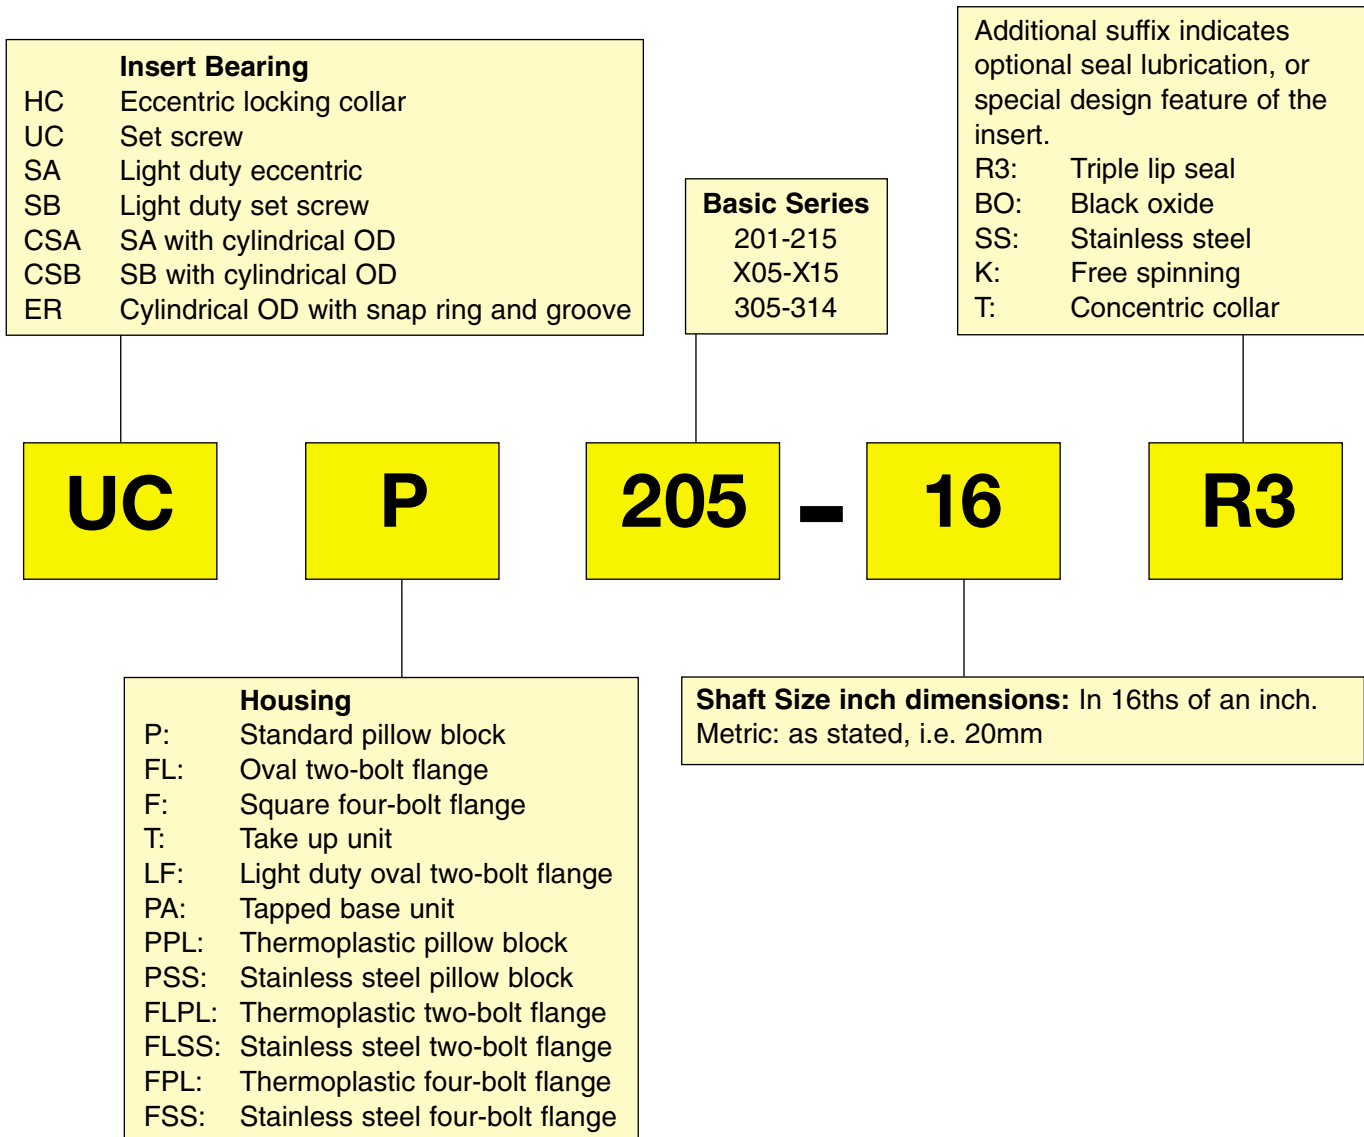 Insert Bearing
HC Eccentric locking collar
UC Set screw
SA Light duty eccentric
SB Light duty set screw
CSA SA with cylindrical OD
CSB SB with cylindrical OD
ER Cylindrical OD with snap ring and groove
Basic Series
201-215
X05-X15
305-314
Additional suffix indicates
optional seal lubrication, or
special design feature of the
insert.
R3: Triple lip seal
BO: Black oxide
SS: Stainless steel
K: Free spinning
T: Concentric collar
UC P 205 - 16 R3
Housing
P: Standard pillow block
FL: Oval two-bolt flange
F: Square four-bolt flange
T: Take up unit
LF: Light duty oval two-bolt flange
PA: Tapped base unit
PPL: Thermoplastic pillow block
PSS: Stainless steel pillow block
FLPL: Thermoplastic two-bolt flange
FLSS: Stainless steel two-bolt flange
FPL: Thermoplastic four-bolt flange
FSS: Stainless steel four-bolt flange
Shaft Size inch dimensions: In 16ths of an inch.
Metric: as stated, i.e. 20mm